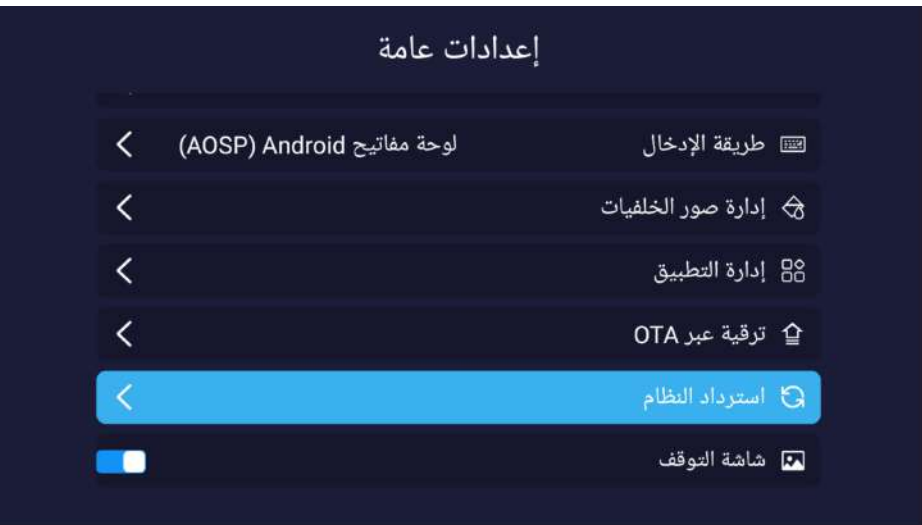 إعدادات عامة
طريقة الإدخال لوحة مفاتيح Android (AOSP)
إدارة صور الخلفيات
إدارة التطبيق
ترقية عبر OTA
استرداد النظام
شاشة التوقف